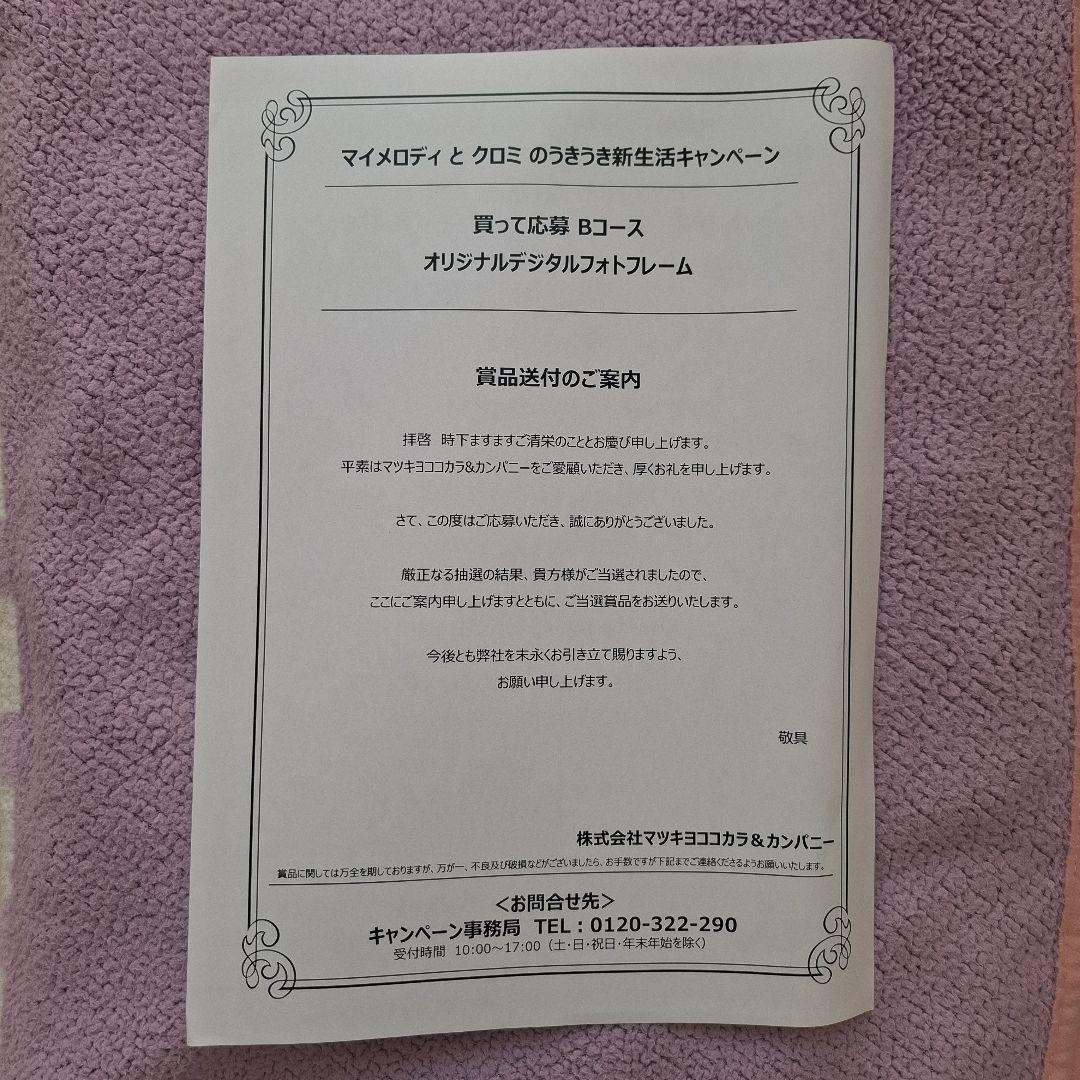 マイメロディ と クロミ のうきうき新生活キャンペーン
買って応募 Bコース
オリジナルデジタルフォトフレーム
賞品送付のご案内
拝啓　時下ますますご清栄のこととお慶び申し上げます。
平素はマツキヨココカラ&カンパニーをご愛顧いただき、厚くお礼を申し上げます。
さて、この度はご応募いただき、誠にありがとうございました。
厳正なる抽選の結果、貴方様がご当選されましたので、
ここにご案内申し上げますとともに、ご当選賞品をお送りいたします。
今後とも弊社を末永くお引き立て賜りますよう、
お願い申し上げます。
敬具
株式会社マツキヨココカラ＆カンパニー
賞品に関しては万全を期しておりますが、万が一、不良及び破損などがございましたら、お手数ですが下記までご連絡くださるようお願いいたします。
＜お問合せ先＞
キャンペーン事務局 TEL：0120-322-290
受付時間 10:00～17:00（土・日・祝日・年末年始を除く）